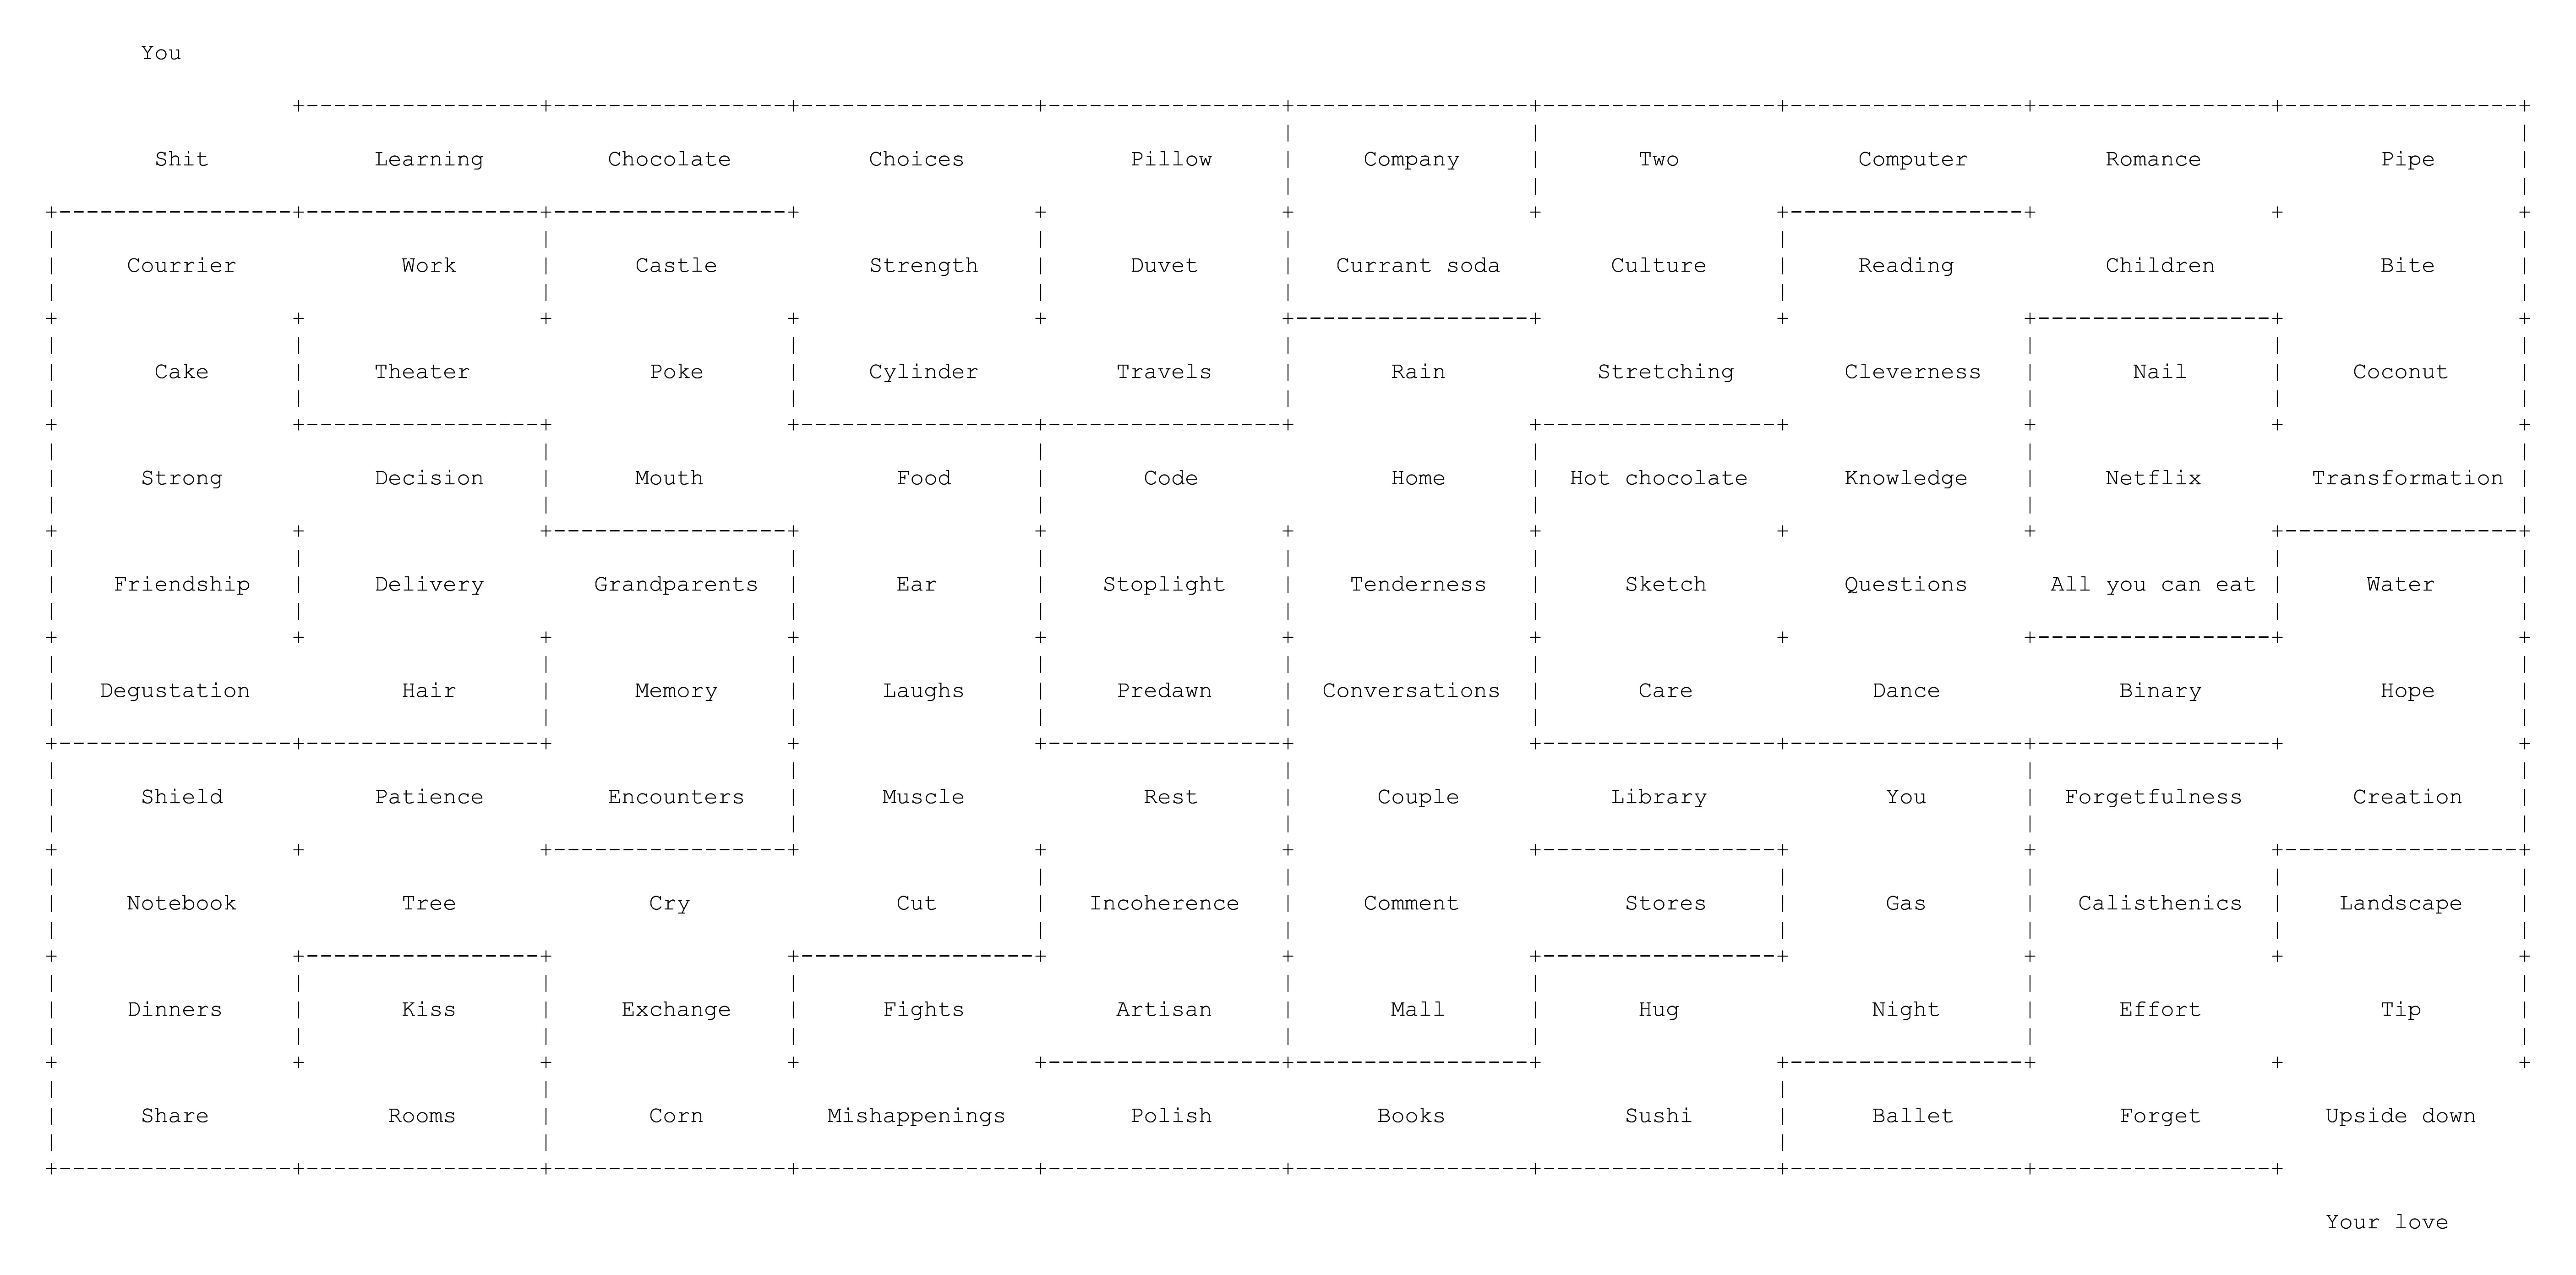 You
Shit Learning Chocolate Choices Pillow Company Two Computer Romance Pipe
Courrier Work Castle Strength Duvet Currant soda Culture Reading Children Bite
Cake Theater Poke Cylinder Travels Rain Stretching Cleverness Nail Coconut
Strong Decision Mouth Food Code Home Hot chocolate Knowledge Netflix Transformation
Friendship Delivery Grandparents Ear Stoplight Tenderness Sketch Questions All you can eat Water
Degustation Hair Memory Laughs Predawn Conversations Care Dance Binary Hope
Shield Patience Encounters Muscle Rest Couple Library You Forgetfulness Creation
Notebook Tree Cry Cut Incoherence Comment Stores Gas Calisthenics Landscape
Dinners Kiss Exchange Fights Artisan Mall Hug Night Effort Tip
Share Rooms Corn Mishappenings Polish Books Sushi Ballet Forget Upside down
Your love